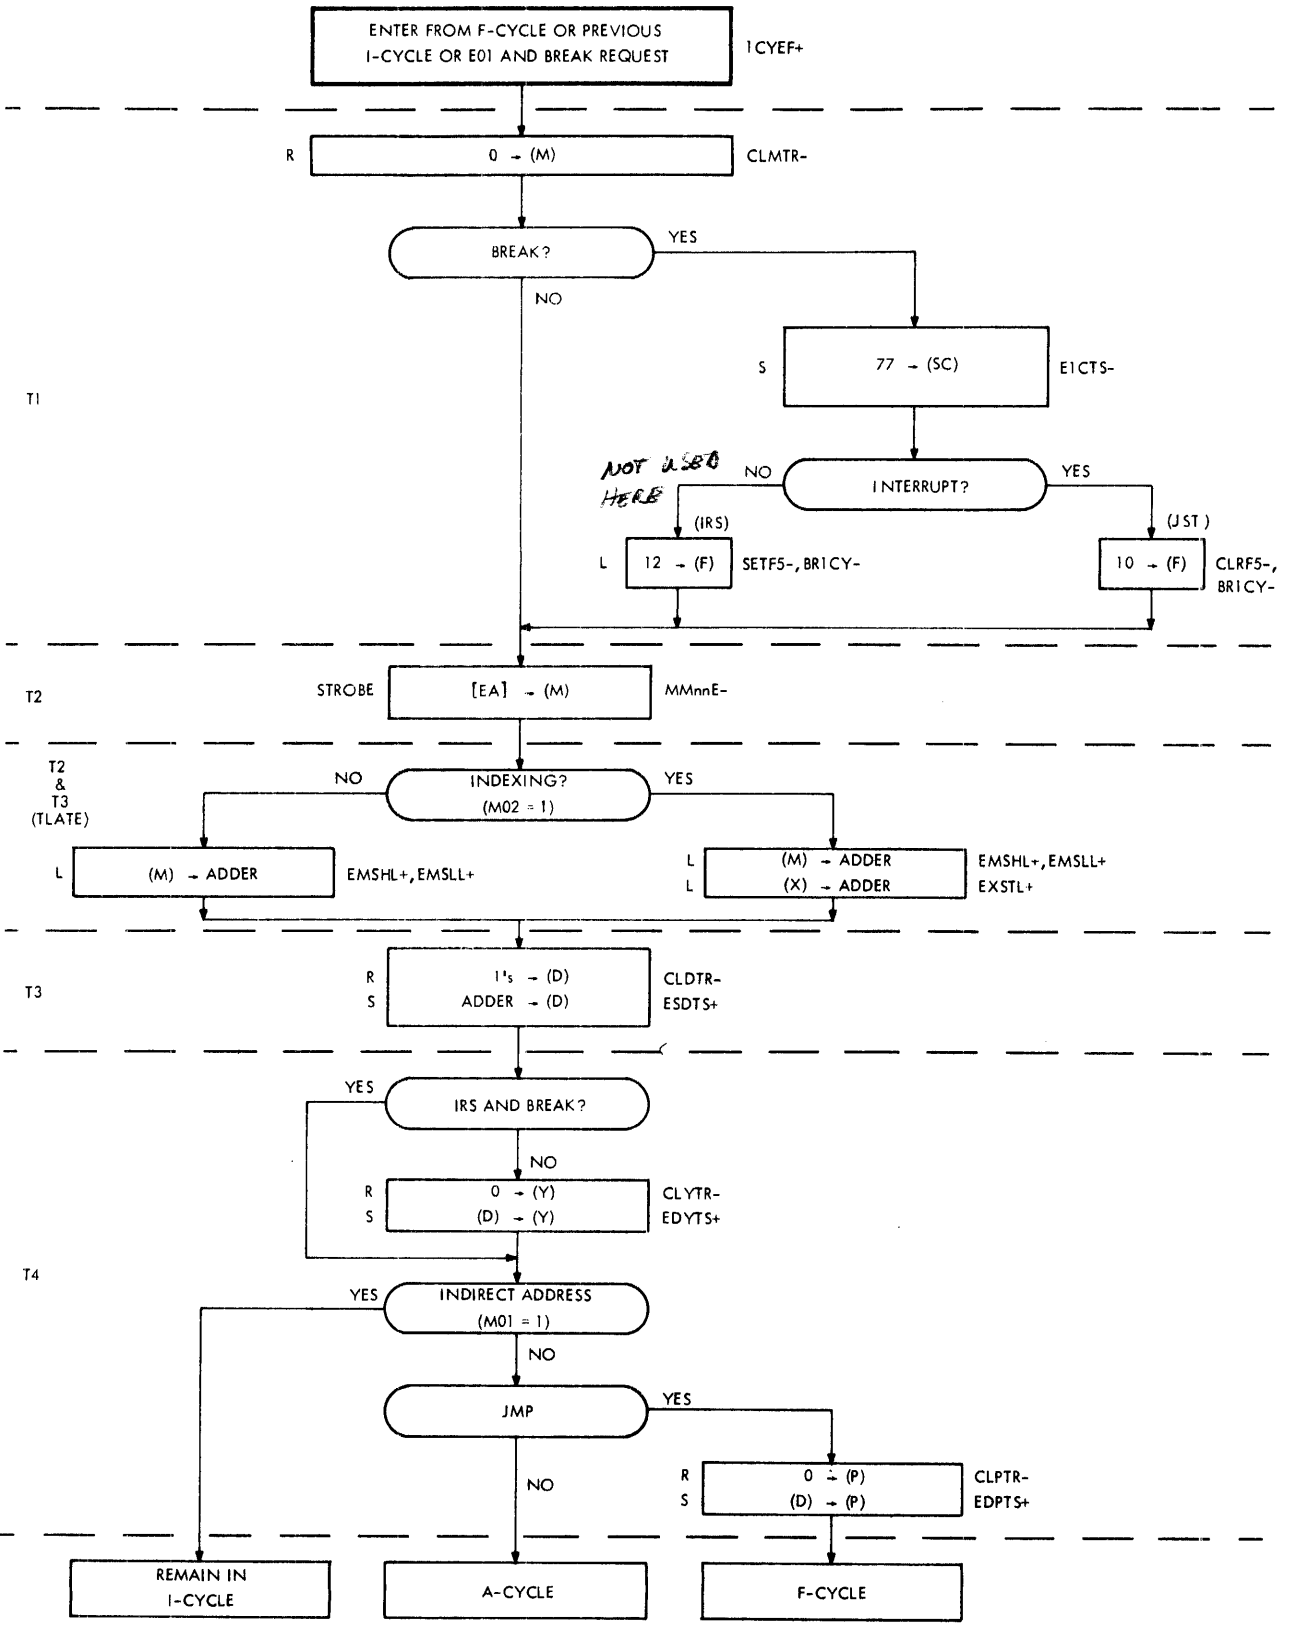 ENTER FROM F-CYCLE OR PREVIOUS
I-CYCLE OR E01 AND BREAK REQUEST
1CYEF+
R
0 → (M)
CLMTR-
BREAK?
YES
NO
T1
S
77 → (SC)
E1CTS-
NOT USED
HERE
NO
INTERRUPT?
YES
(IRS)
(JST)
L
12 → (F)
SETF5-, BR1CY-
10 → (F)
CLRF5-,
BR1CY-
T2
STROBE
[EA] → (M)
MMnnE-
T2
&
T3
(TLATE)
NO
INDEXING?
(M02 = 1)
YES
L
(M) → ADDER
EMSHL+, EMSLL+
L
(M) → ADDER
EMSHL+, EMSLL+
L
(X) → ADDER
EXSTL+
T3
R
1's → (D)
CLDTR-
S
ADDER → (D)
ESDTS+
YES
IRS AND BREAK?
NO
R
0 → (Y)
CLYTR-
S
(D) → (Y)
EDYTS+
T4
YES
INDIRECT ADDRESS
(M01 = 1)
NO
JMP
YES
NO
R
0 → (P)
CLPTR-
S
(D) → (P)
EDPTS+
REMAIN IN
I-CYCLE
A-CYCLE
F-CYCLE